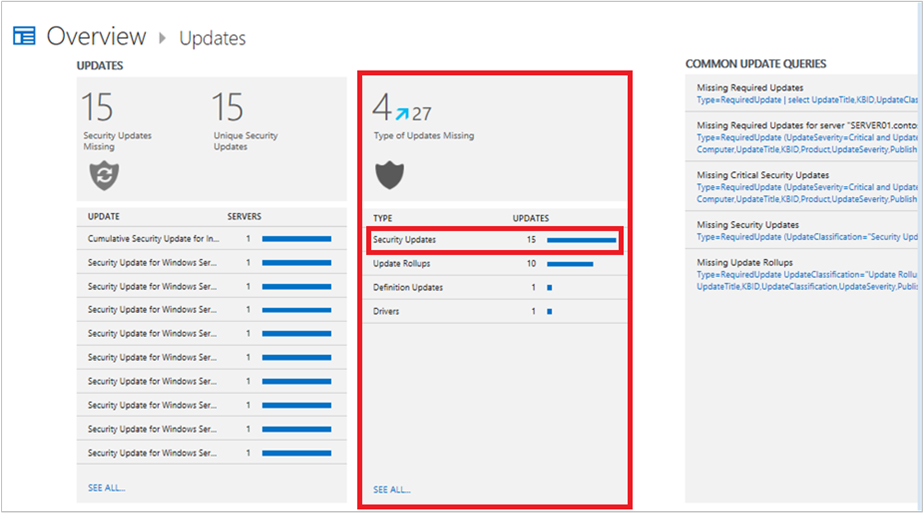 Overview Updates
UPDATES
15
Security Updates
Missing
15
Unique Security
Updates
UPDATE SERVERS
Cumulative Security Update for In... 1
Security Update for Windows Ser... 1
Security Update for Windows Ser... 1
Security Update for Windows Ser... 1
Security Update for Windows Ser... 1
Security Update for Windows Ser... 1
Security Update for Windows Ser... 1
Security Update for Windows Ser... 1
Security Update for Windows Ser... 1
Security Update for Windows Ser... 1
SEE ALL...
4 27
Type of Updates Missing
TYPE UPDATES
Security Updates 15
Update Rollups 10
Definition Updates 1
Drivers 1
SEE ALL...
COMMON UPDATE QUERIES
Missing Required Updates
Type=RequiredUpdate | select UpdateTitle,KBID,UpdateClas
Missing Required Updates for server "SERVER01.contos
Type=RequiredUpdate (UpdateSeverity=Critical and Update
Computer,UpdateTitle,KBID,Product,UpdateSeverity,Publish
Missing Critical Security Updates
Type=RequiredUpdate (UpdateSeverity=Critical and Update
Computer,UpdateTitle,KBID,Product,UpdateSeverity,Publish
Missing Security Updates
Type=RequiredUpdate (UpdateClassification="Security Upd
Missing Update Rollups
Type=RequiredUpdate UpdateClassification="Update Rollu
UpdateTitle,KBID,UpdateClassification,UpdateSeverity,Publi